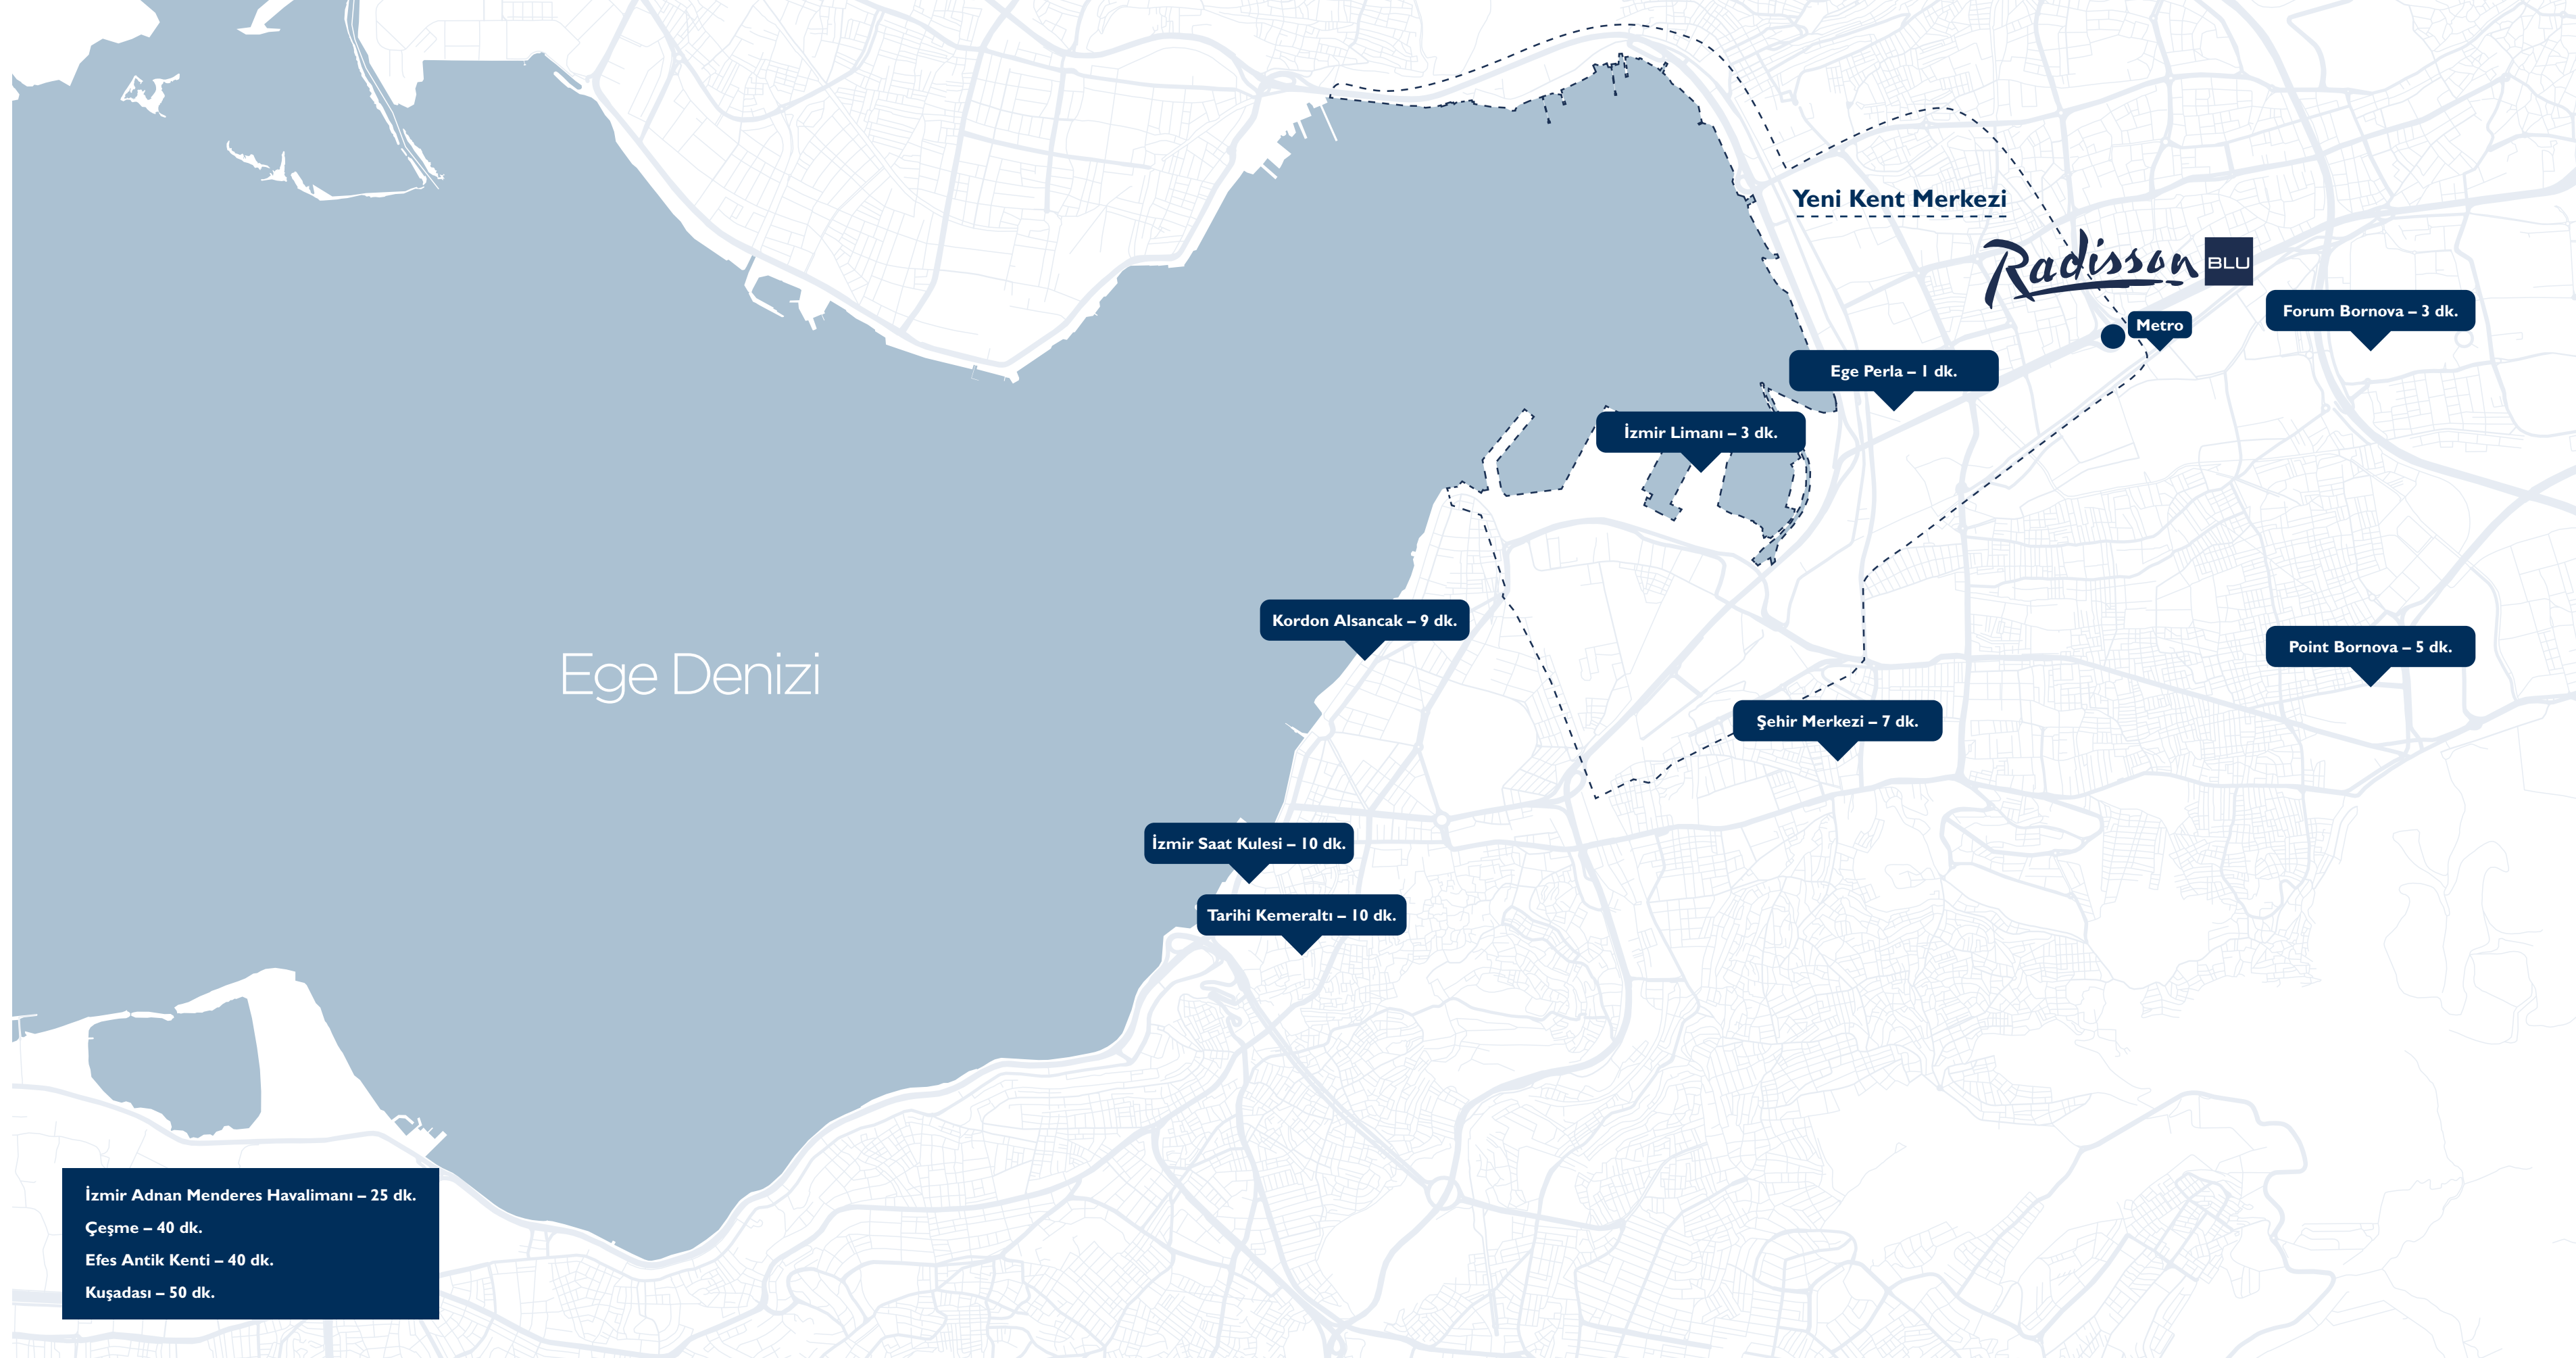 Yeni Kent Merkezi
Radisson BLU
Forum Bornova – 3 dk.
Metro
Ege Perla – 1 dk.
İzmir Limanı – 3 dk.
Kordon Alsancak – 9 dk.
Ege Denizi
Point Bornova – 5 dk.
Şehir Merkezi – 7 dk.
İzmir Saat Kulesi – 10 dk.
Tarihi Kemeraltı – 10 dk.
İzmir Adnan Menderes Havalimanı – 25 dk.
Çeşme – 40 dk.
Efes Antik Kenti – 40 dk.
Kuşadası – 50 dk.